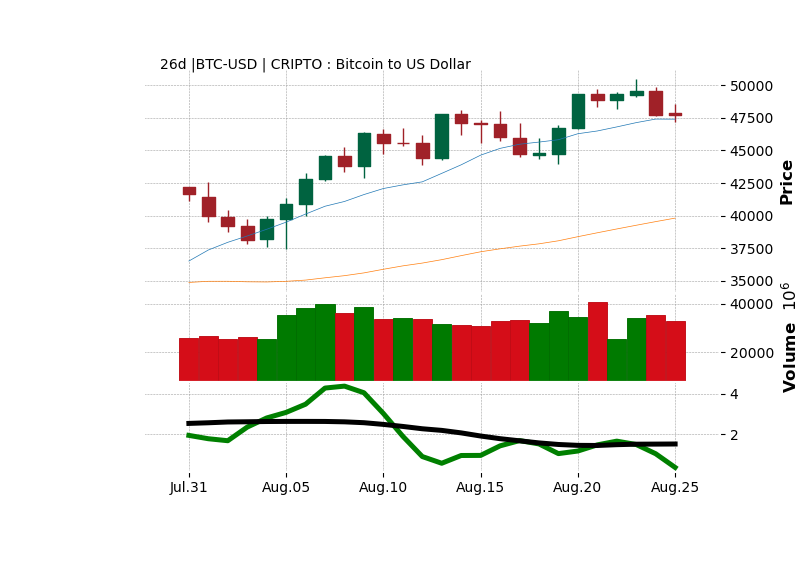 26d |BTC-USD | CRIPTO : Bitcoin to US Dollar
50000
47500
45000
42500
40000
37500
35000
Price
40000
20000
Volume 10^6
4
2
Jul.31 Aug.05 Aug.10 Aug.15 Aug.20 Aug.25